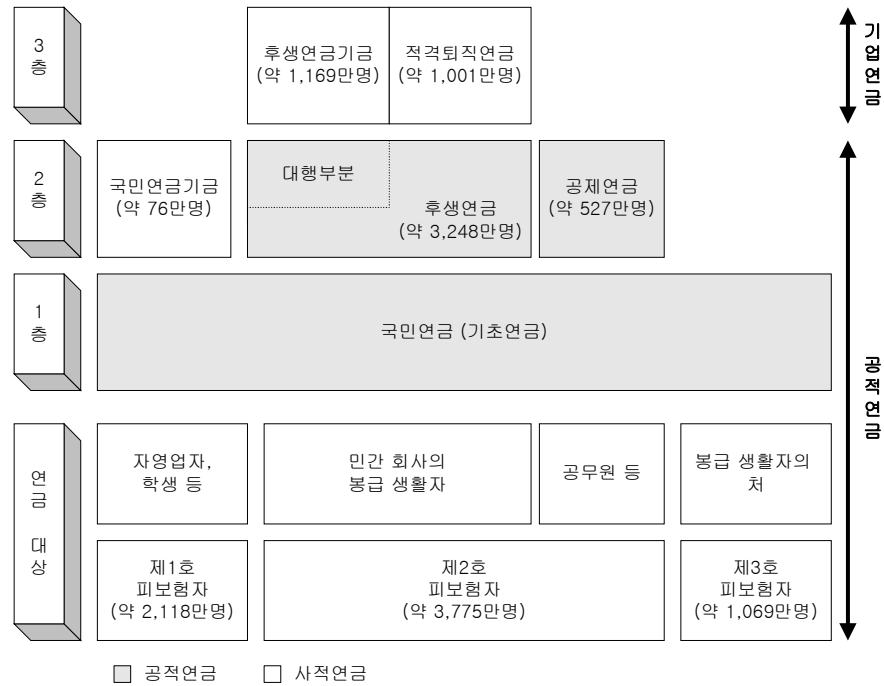 3
층
후생연금기금
(약 1,169만명)
적격퇴직연금
(약 1,001만명)
기업연금
2
층
국민연금기금
(약 76만명)
대행부분
후생연금
(약 3,248만명)
공제연금
(약 527만명)
1
층
국민연금 (기초연금)
공적연금
연금 대상
자영업자,
학생 등
민간 회사의
봉급 생활자
공무원 등
봉급 생활자의
처
제1호
피보험자
(약 2,118만명)
제2호
피보험자
(약 3,775만명)
제3호
피보험자
(약 1,069만명)
공적연금
사적연금